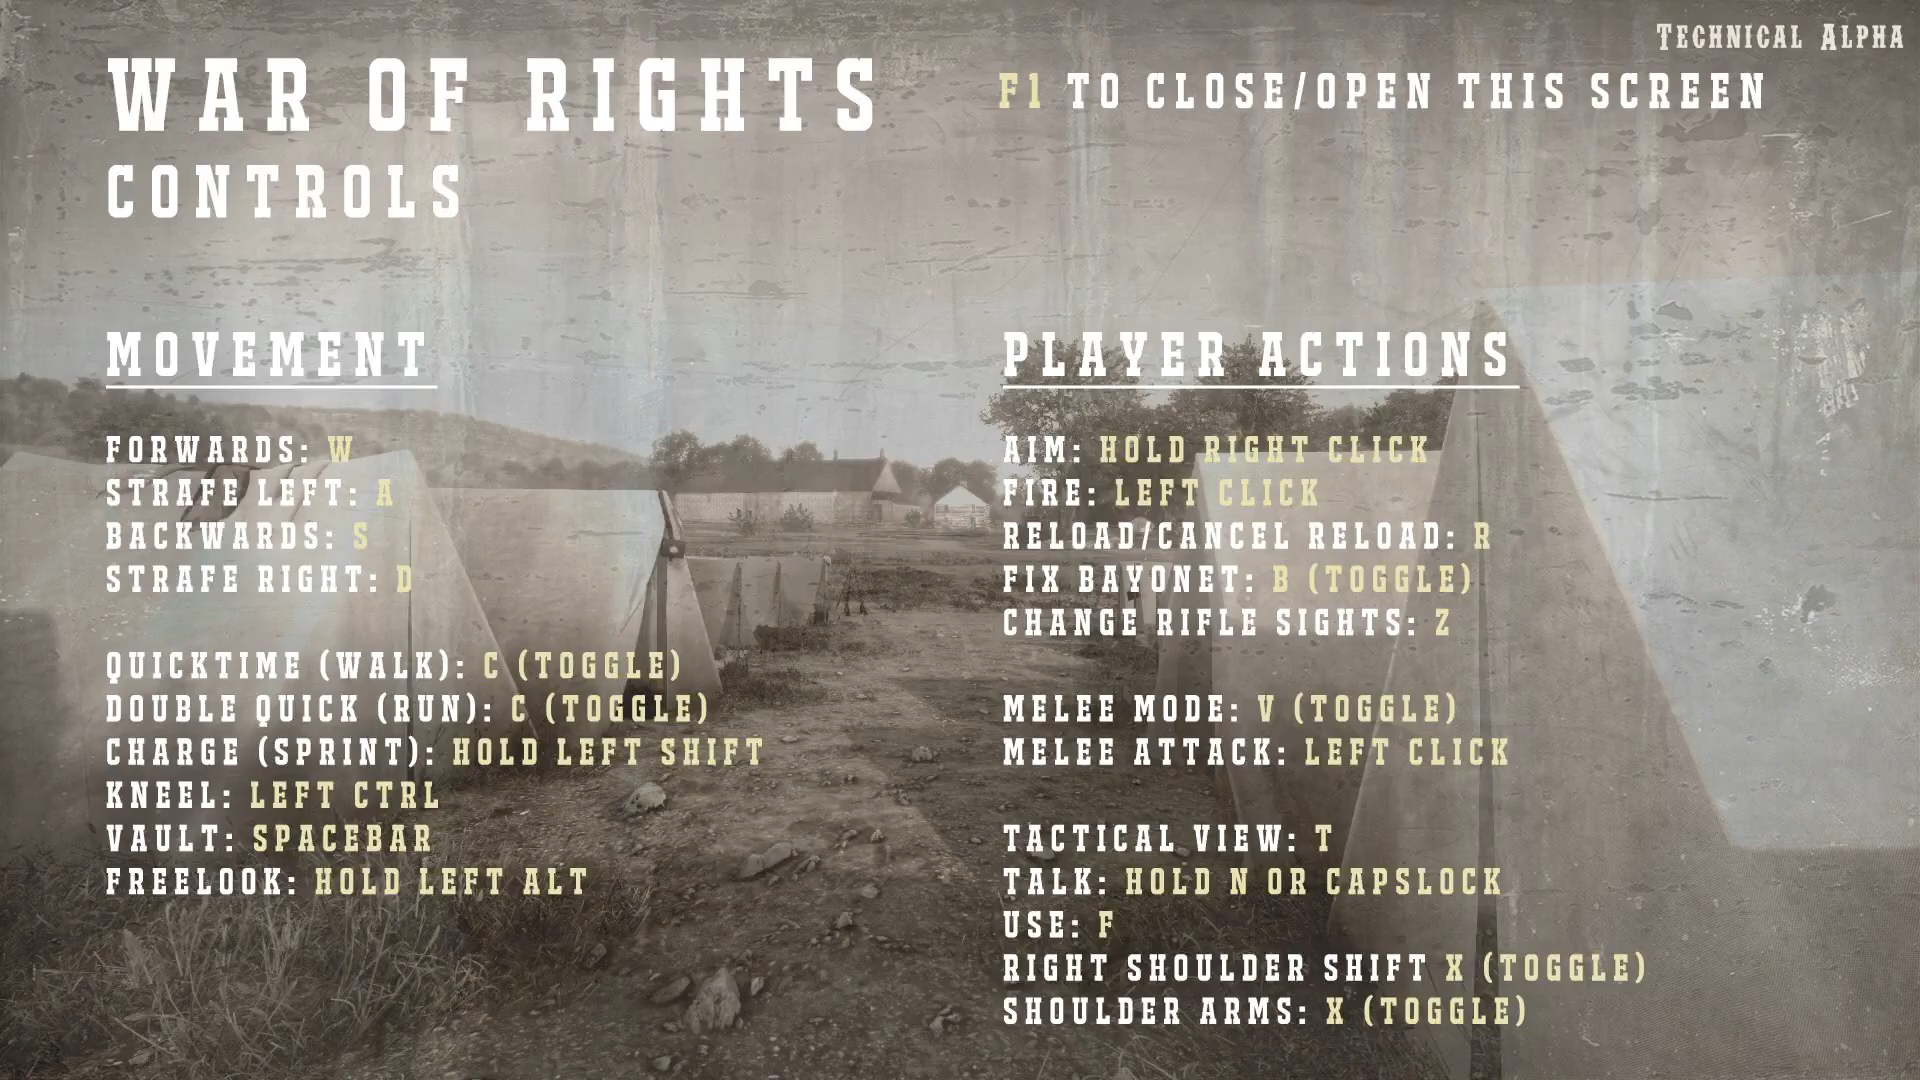 TECHNICAL ALPHA
WAR OF RIGHTS
F1 TO CLOSE/OPEN THIS SCREEN
CONTROLS
MOVEMENT
FORWARDS: W
STRAFE LEFT: A
BACKWARDS: S
STRAFE RIGHT: D
QUICKTIME (WALK): C (TOGGLE)
DOUBLE QUICK (RUN): C (TOGGLE)
CHARGE (SPRINT): HOLD LEFT SHIFT
KNEEL: LEFT CTRL
VAULT: SPACEBAR
FREELOOK: HOLD LEFT ALT
PLAYER ACTIONS
AIM: HOLD RIGHT CLICK
FIRE: LEFT CLICK
RELOAD/CANCEL RELOAD: R
FIX BAYONET: B (TOGGLE)
CHANGE RIFLE SIGHTS: Z
MELEE MODE: V (TOGGLE)
MELEE ATTACK: LEFT CLICK
TACTICAL VIEW: T
TALK: HOLD N OR CAPSLOCK
USE: F
RIGHT SHOULDER SHIFT X (TOGGLE)
SHOULDER ARMS: X (TOGGLE)